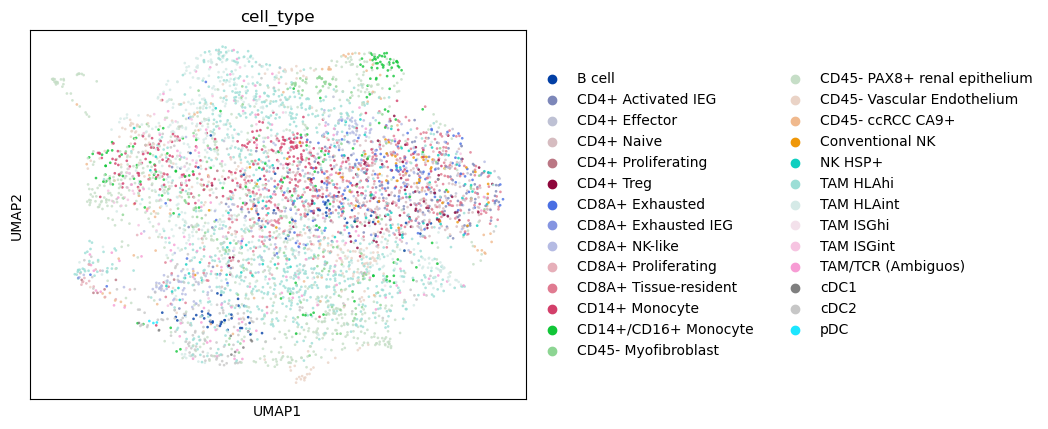 cell_type
UMAP2
UMAP1
B cell
CD4+ Activated IEG
CD4+ Effector
CD4+ Naive
CD4+ Proliferating
CD4+ Treg
CD8A+ Exhausted
CD8A+ Exhausted IEG
CD8A+ NK-like
CD8A+ Proliferating
CD8A+ Tissue-resident
CD14+ Monocyte
CD14+/CD16+ Monocyte
CD45- Myofibroblast
CD45- PAX8+ renal epithelium
CD45- Vascular Endothelium
CD45- ccRCC CA9+
Conventional NK
NK HSP+
TAM HLAhi
TAM HLAint
TAM ISGhi
TAM ISGint
TAM/TCR (Ambiguos)
cDC1
cDC2
pDC